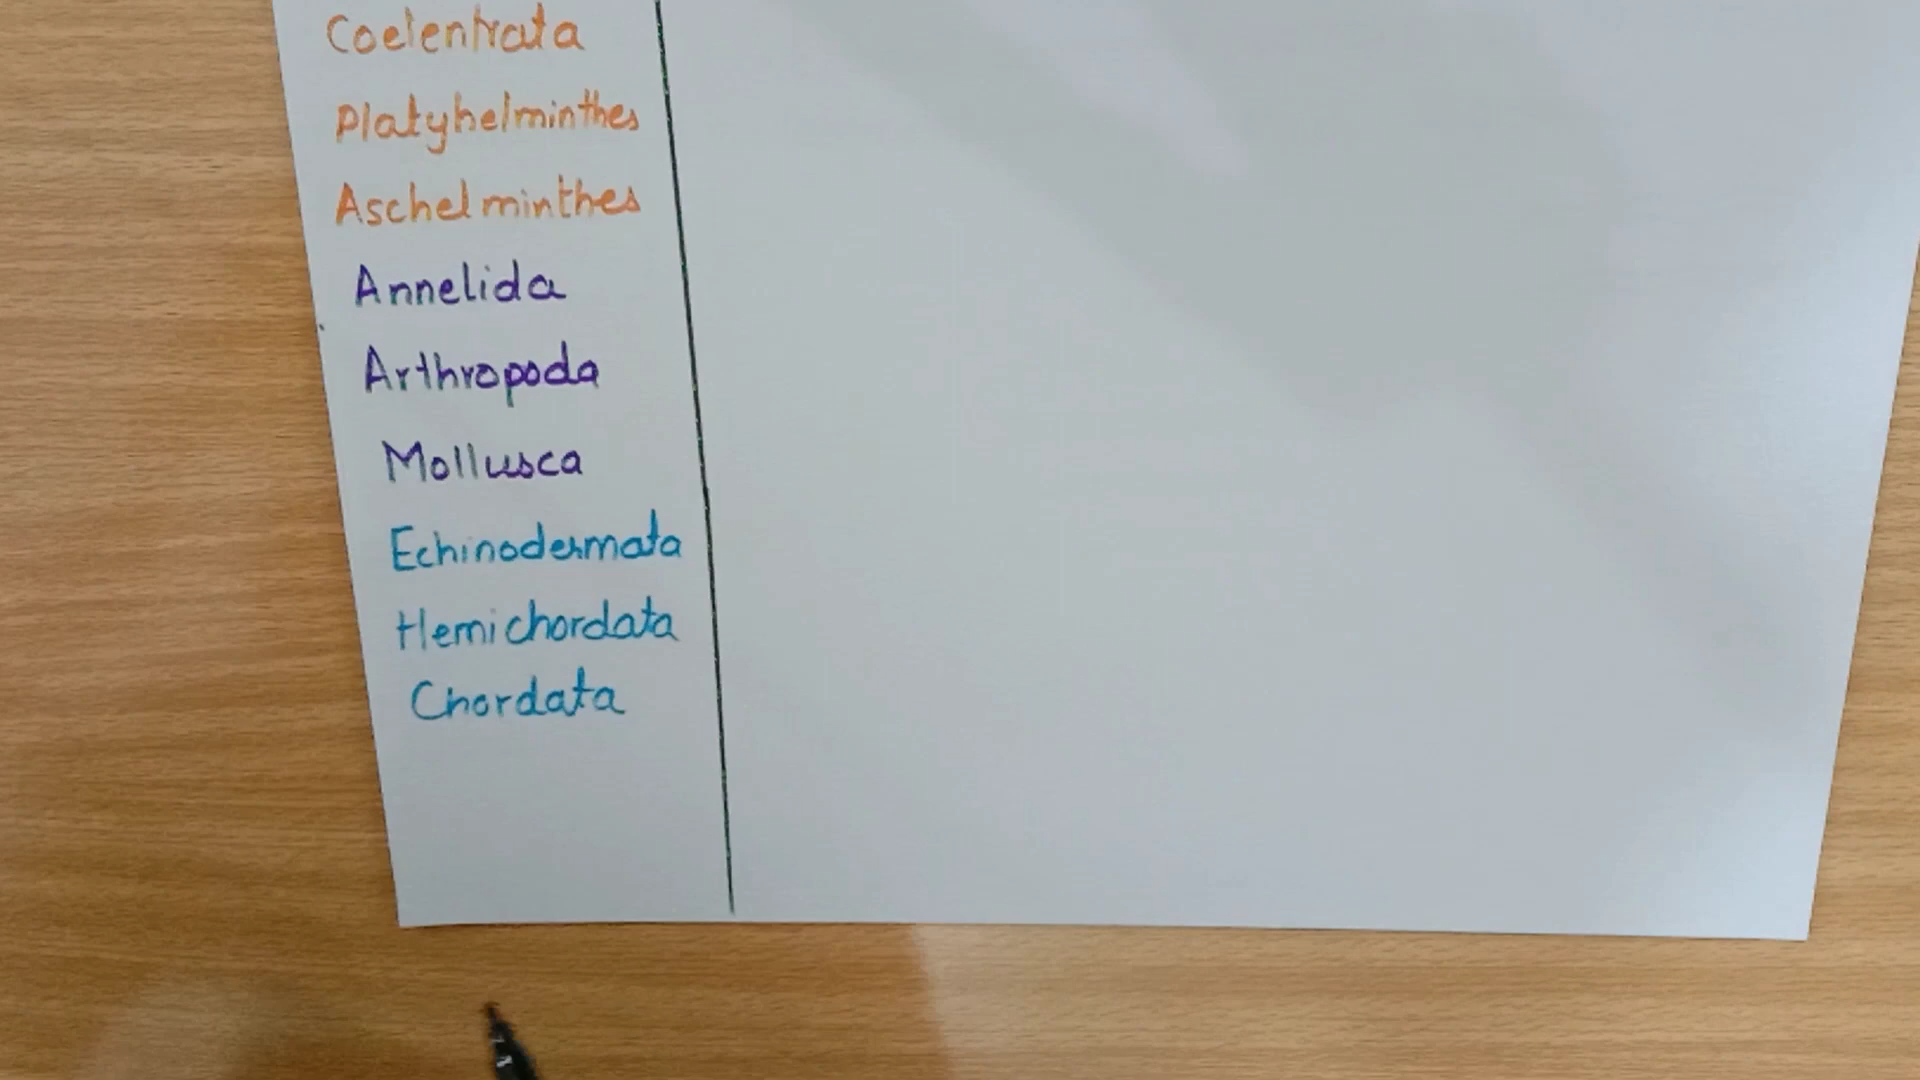 Coelentrata
Platyhelminthes
Aschelminthes
Annelida
Arthropoda
Mollusca
Echinodermata
Hemichordata
Chordata